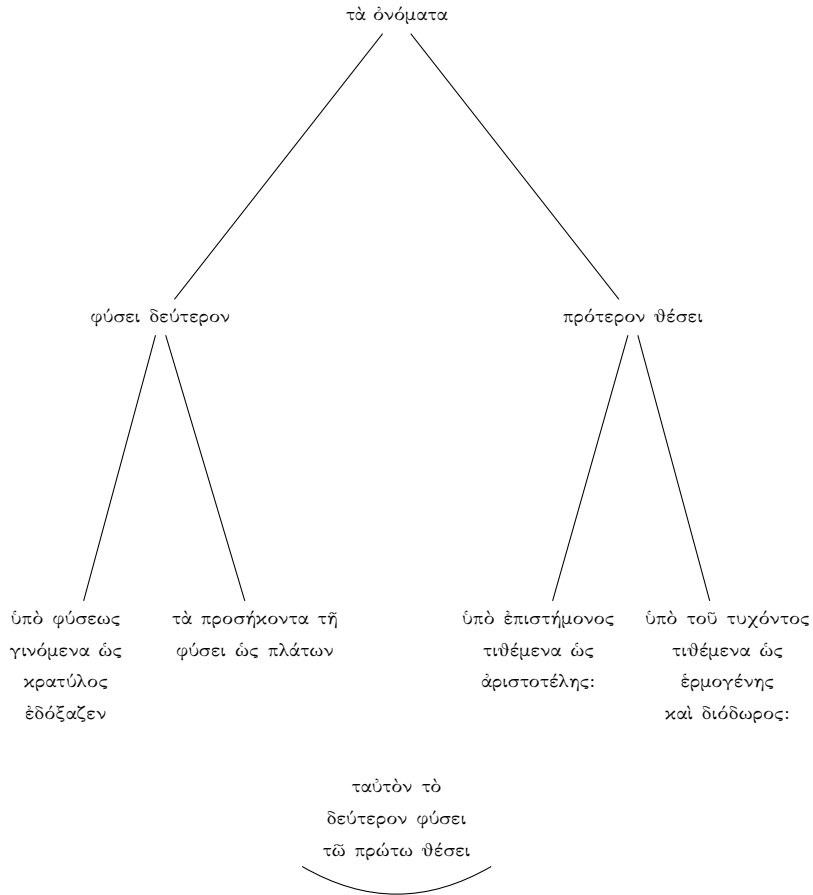 τὰ ὀνόματα
φύσει δεύτερον
πρότερον θέσει
ὑπὸ φύσεως
γινόμενα ὡς
κρατύλος
ἐδόξαζεν
τὰ προσήκοντα τῆ
φύσει ὡς πλάτων
ὑπὸ ἐπιστήμονος
τιθέμενα ὡς
ἀριστοτέλης:
ὑπὸ τοῦ τυχόντος
τιθέμενα ὡς
ἑρμογένης
καὶ διόδωρος:
ταὐτὸν τὸ
δεύτερον φύσει
τῶ πρώτω θέσει